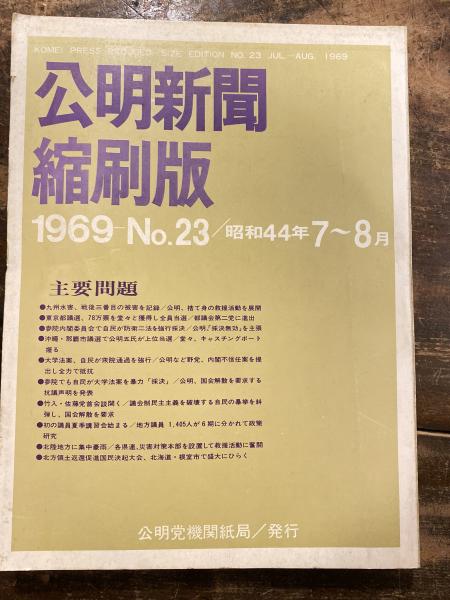 KOMEI PRESS REDUCED-SIZE EDITION NO. 23 JUL.–AUG. 1969
公明新聞
縮刷版
1969-No.23/昭和44年7〜8月
主要問題
●九州水害、戦後三番目の被害を記録/公明、捨て身の救援活動を展開
●東京都議選、78万票を堂々と獲得し全員当選/都議会第二党に進出
●参院内閣委員会で自民が防衛二法を強行採決/公明「採決無効」を主張
●沖縄・那覇市議選で公明五氏が上位当選/堂々、キャスチングボート
握る
●大学法案、自民が衆院通過を強行/公明など野党、内閣不信任案を提
出し全力で抵抗
●参院でも自民が大学法案を暴力「採決」/公明、国会解散を要求する
抗議声明を発表
●竹入・佐藤党首会談開く/議会制民主主義を破壊する自民の暴挙を糾
弾し、国会解散を要求
●初の議員夏季講習会始まる/地方議員 1,405人が6期に分かれて政策
研究
●北陸地方に集中豪雨/各県連、災害対策本部を設置して救援活動に奮闘
●北方領土返還促進国民決起大会、北海道・根室市で盛大にひらく
公明党機関紙局/発行